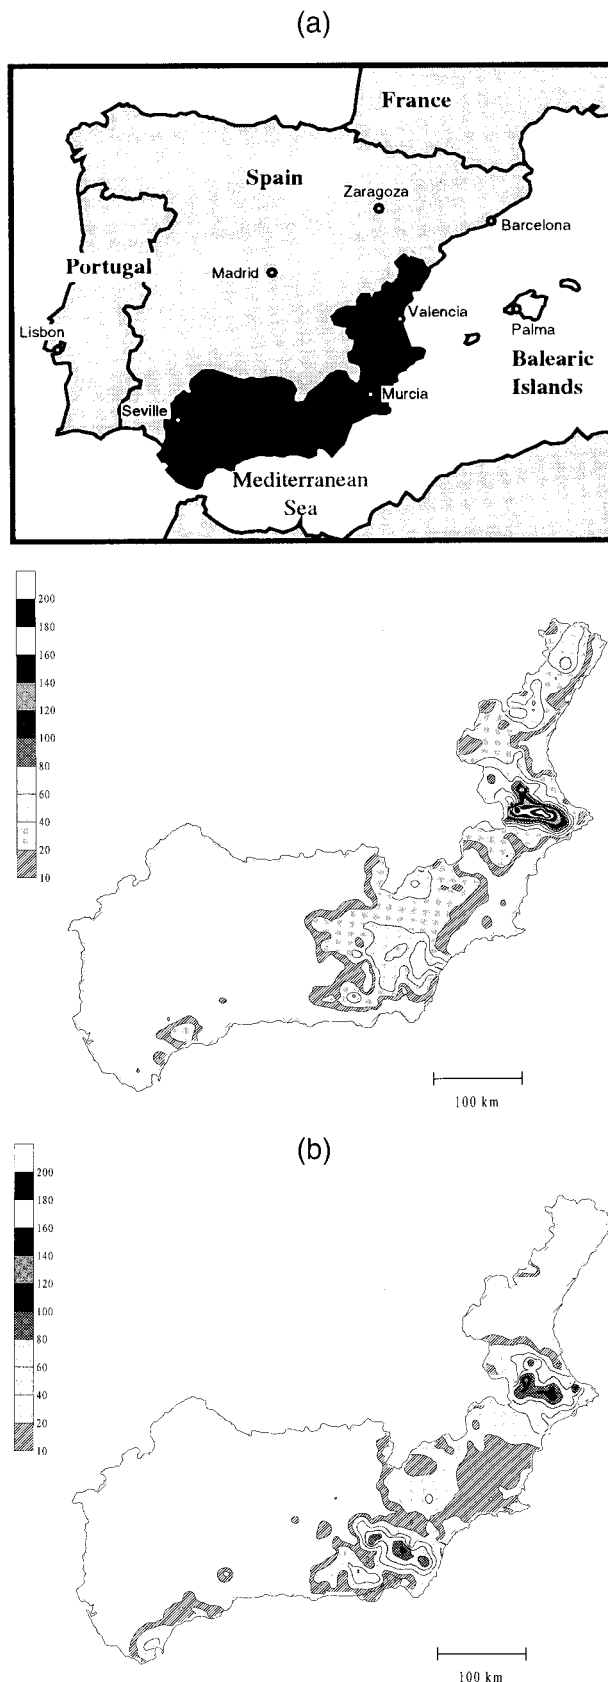 (a)
France
Spain
Zaragoza
Barcelona
Portugal
Madrid
Valencia
Lisbon
Palma
Balearic
Islands
Murcia
Seville
Mediterranean
Sea
200
180
160
140
120
100
80
60
40
20
10
100 km
(b)
200
180
160
140
120
100
80
60
40
20
10
100 km